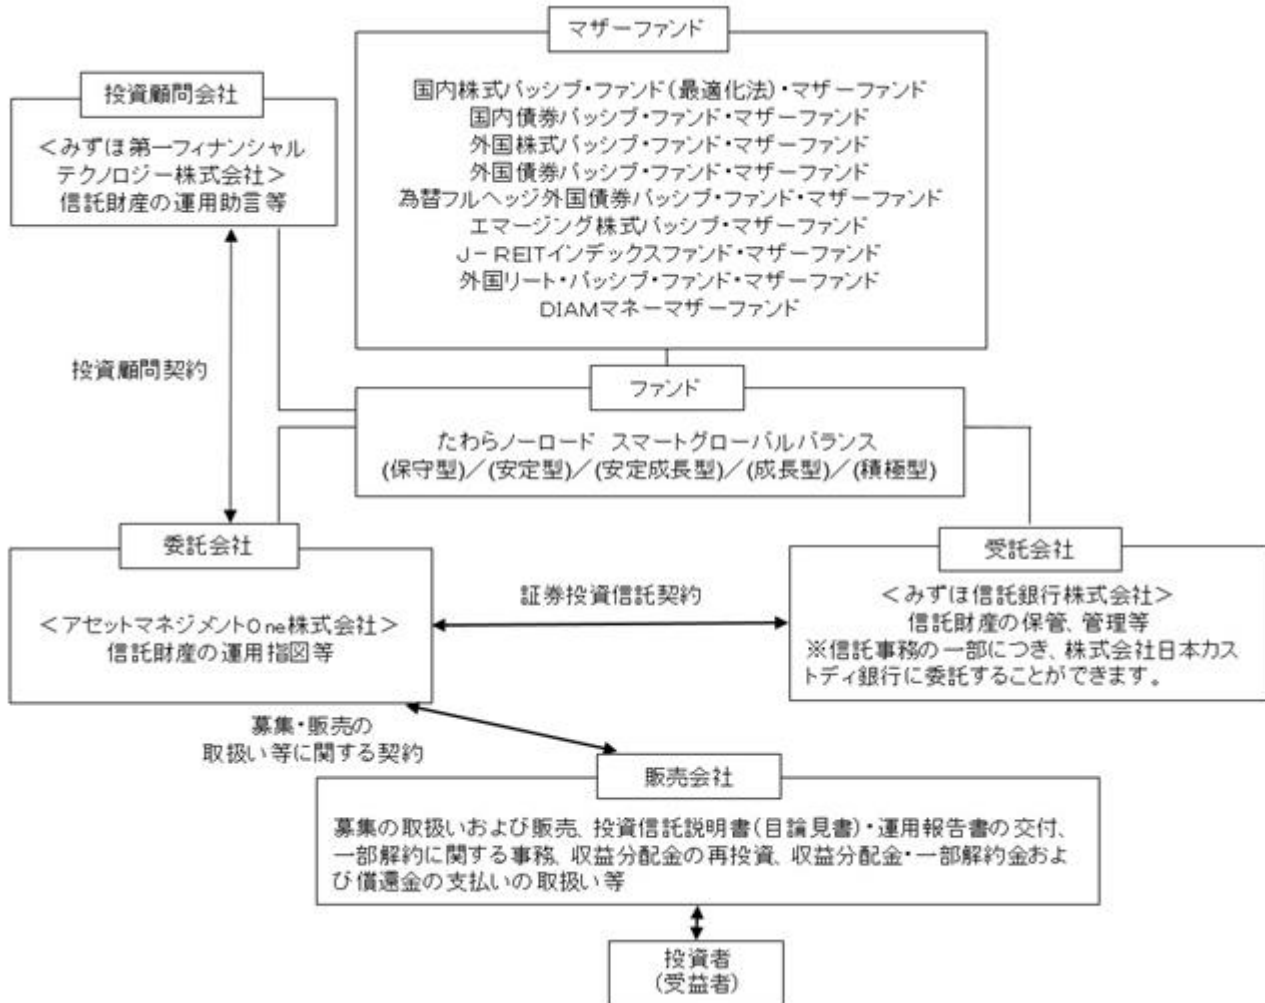 マザーファンド
国内株式パッシブ・ファンド(最適化法)・マザーファンド
国内債券パッシブ・ファンド・マザーファンド
外国株式パッシブ・ファンド・マザーファンド
外国債券パッシブ・ファンド・マザーファンド
為替フルヘッジ外国債券パッシブ・ファンド・マザーファンド
エマージング株式パッシブ・マザーファンド
J-REITインデックスファンド・マザーファンド
外国リート・パッシブ・ファンド・マザーファンド
DIAMマネーマザーファンド
投資顧問会社
<みずほ第一フィナンシャル
テクノロジー株式会社>
信託財産の運用助言等
投資顧問契約
ファンド
たわらノーロード スマートグローバルバランス
(保守型)/(安定型)/(安定成長型)/(成長型)/(積極型)
委託会社
<アセットマネジメントOne株式会社>
信託財産の運用指図等
証券投資信託契約
受託会社
<みずほ信託銀行株式会社>
信託財産の保管、管理等
※信託事務の一部につき、株式会社日本カス
トディ銀行に委託することができます。
募集・販売の
取扱い等に関する契約
販売会社
募集の取扱いおよび販売、投資信託説明書(目論見書)・運用報告書の交付、
一部解約に関する事務、収益分配金の再投資、収益分配金・一部解約金およ
び償還金の支払いの取扱い等
投資者
(受益者)